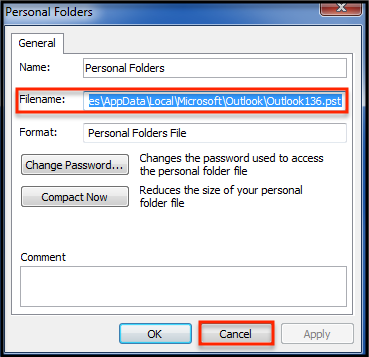 Personal Folders
General
Name: Personal Folders
Filename: es\AppData\Local\Microsoft\Outlook\Outlook136.pst
Format: Personal Folders File
Change Password... Changes the password used to access
the personal folder file
Compact Now Reduces the size of your personal
folder file
Comment
OK Cancel Apply